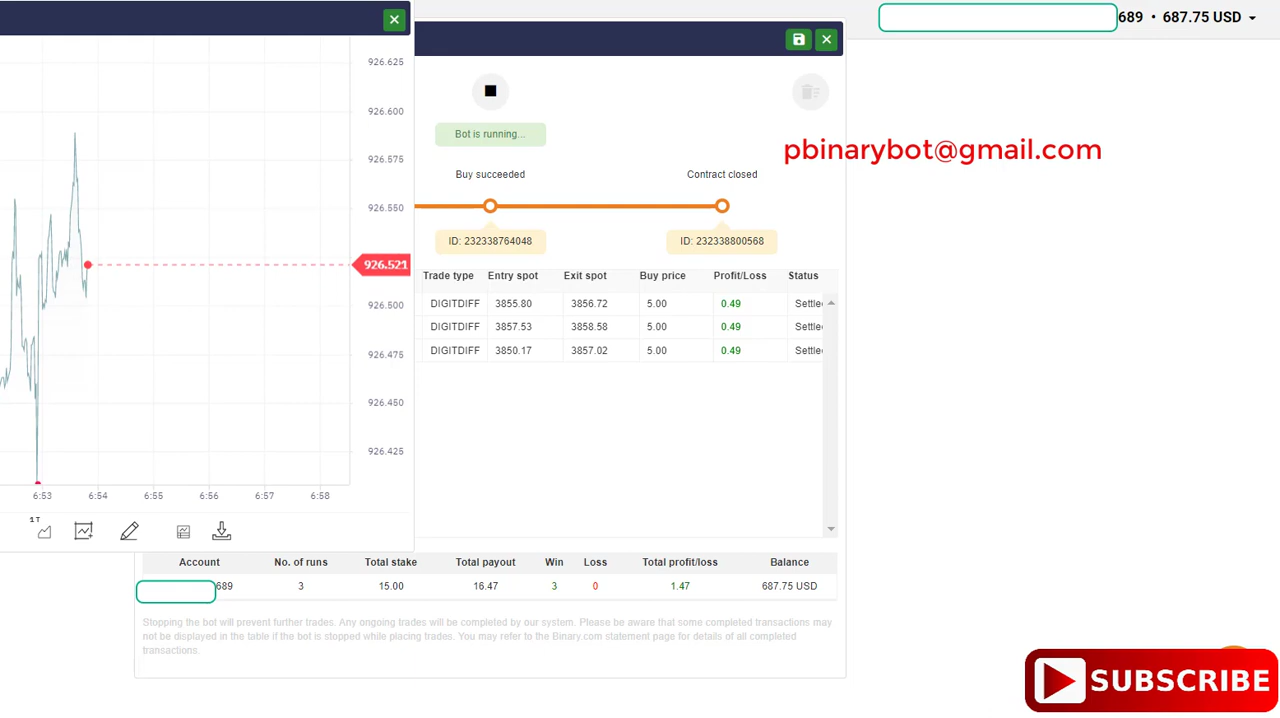 689 • 687.75 USD
926.625
926.600
926.575
926.550
926.521
926.500
926.475
926.450
926.425
6:53 6:54 6:55 6:56 6:57 6:58
1 T
Bot is running...
pbinarybot@gmail.com
Buy succeeded Contract closed
ID: 232338764048 ID: 232338800568
Trade type Entry spot Exit spot Buy price Profit/Loss Status
DIGITDIFF 3855.80 3856.72 5.00 0.49 Settle
DIGITDIFF 3857.53 3858.58 5.00 0.49 Settle
DIGITDIFF 3850.17 3857.02 5.00 0.49 Settle
Account No. of runs Total stake Total payout Win Loss Total profit/loss Balance
689 3 15.00 16.47 3 0 1.47 687.75 USD
Stopping the bot will prevent further trades. Any ongoing trades will be completed by our system. Please be aware that some completed transactions may
not be displayed in the table if the bot is stopped while placing trades. You may refer to the Binary.com statement page for details of all completed
transactions.
SUBSCRIBE